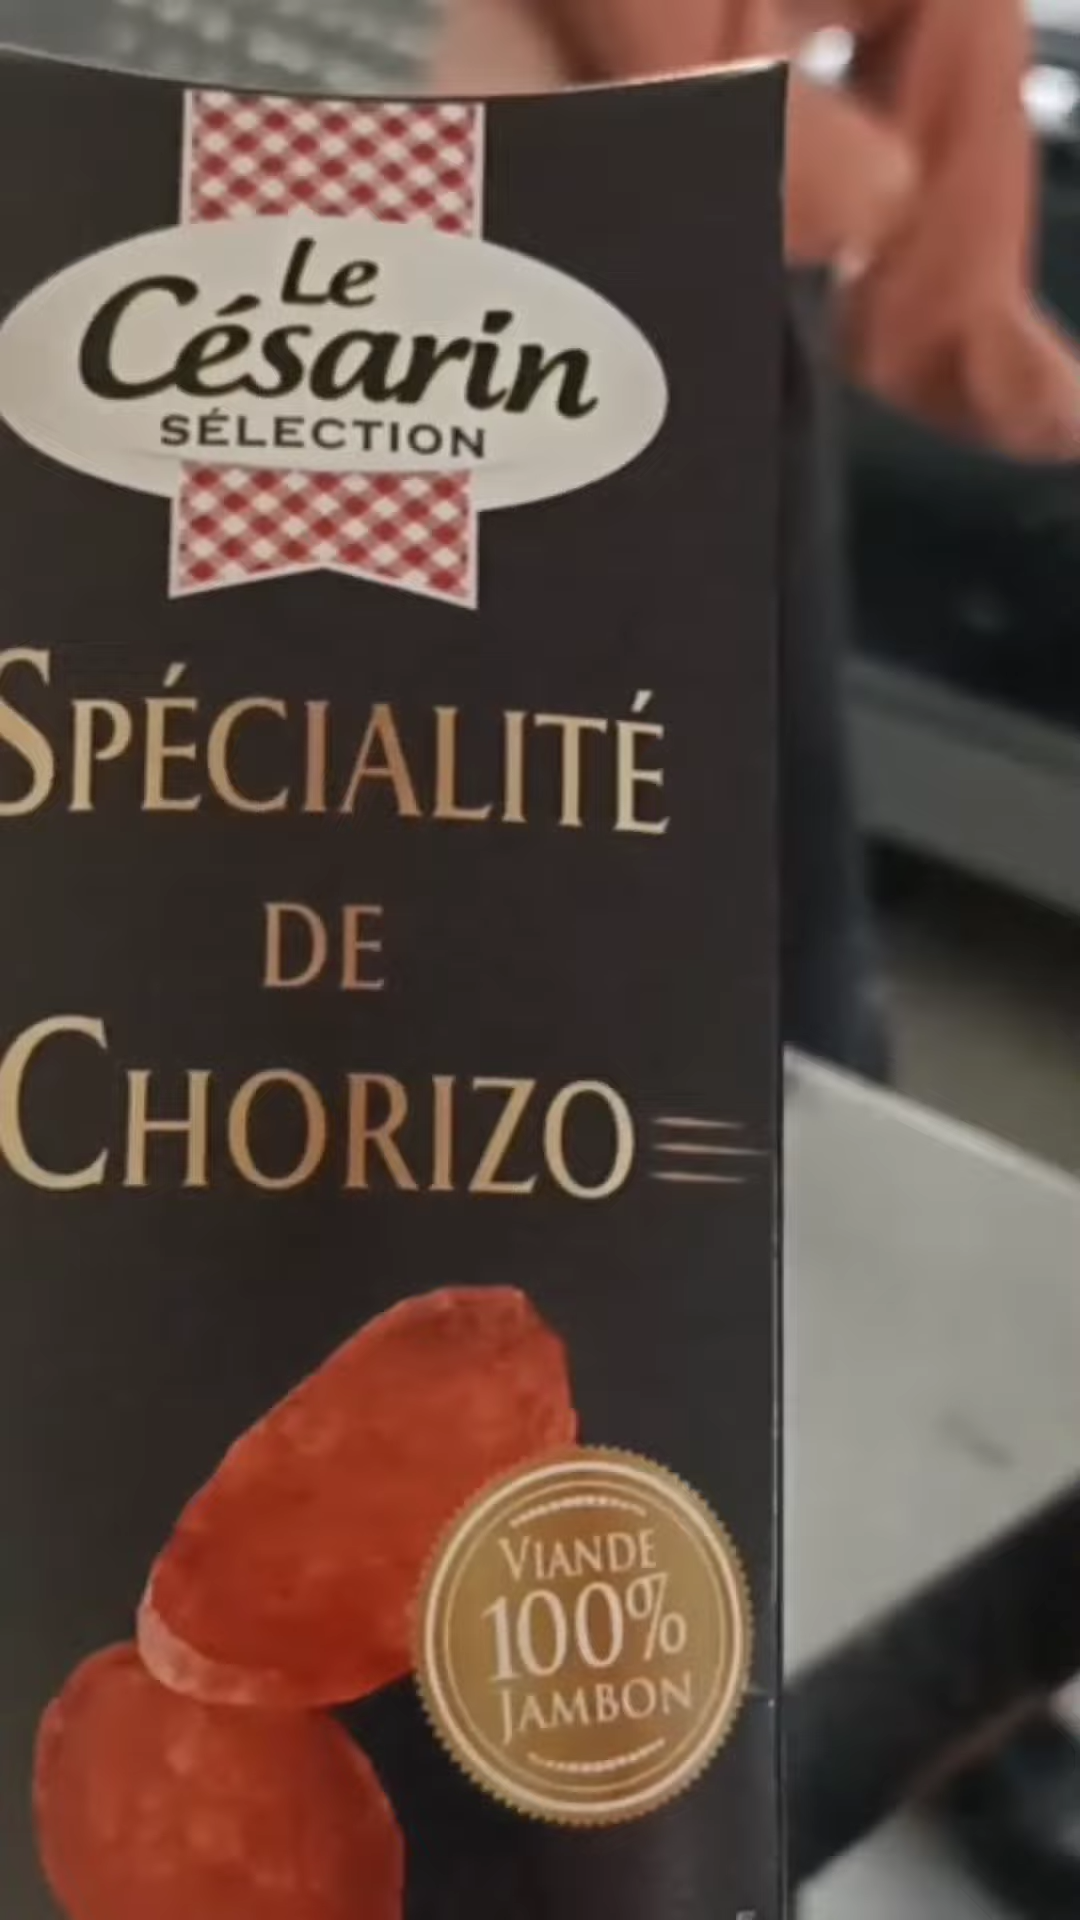 Le
Césarin
SÉLECTION
SPÉCIALITÉ
DE
CHORIZO
VIANDE
100%
JAMBON